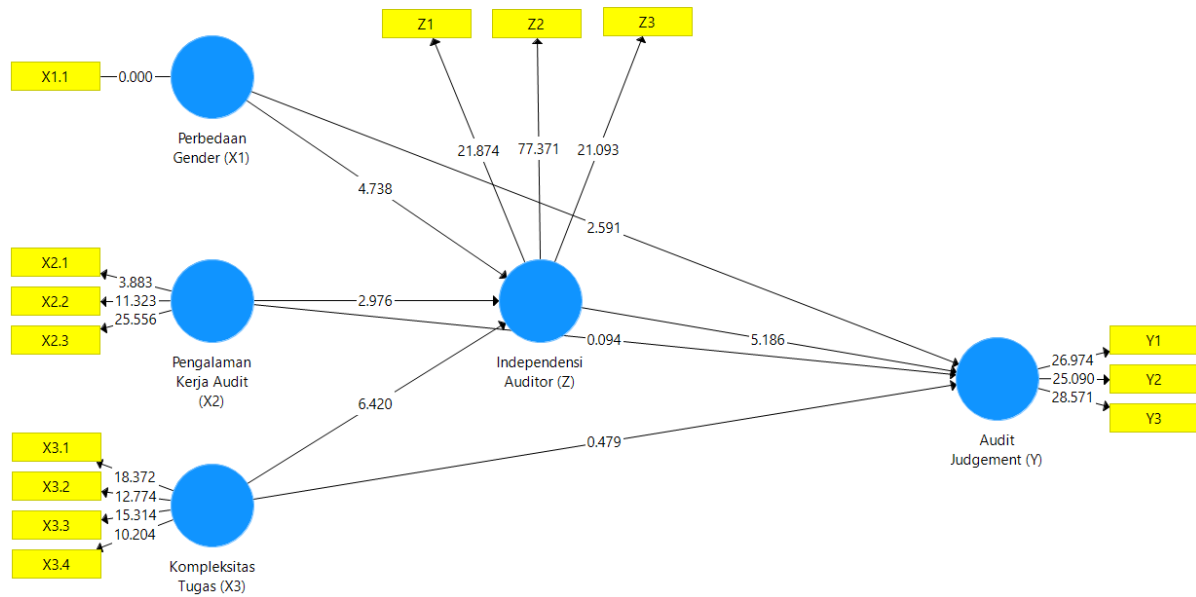 Z1
Z2
Z3
X1.1
0.000
Perbedaan
Gender (X1)
21.874
77.371
21.093
4.738
2.591
X2.1
X2.2
X2.3
3.883
11.323
25.556
Pengalaman
Kerja Audit
(X2)
2.976
0.094
5.186
Independensi
Auditor (Z)
6.420
0.479
Y1
Y2
Y3
26.974
25.090
28.571
Audit
Judgement (Y)
X3.1
X3.2
X3.3
X3.4
18.372
12.774
15.314
10.204
Kompleksitas
Tugas (X3)